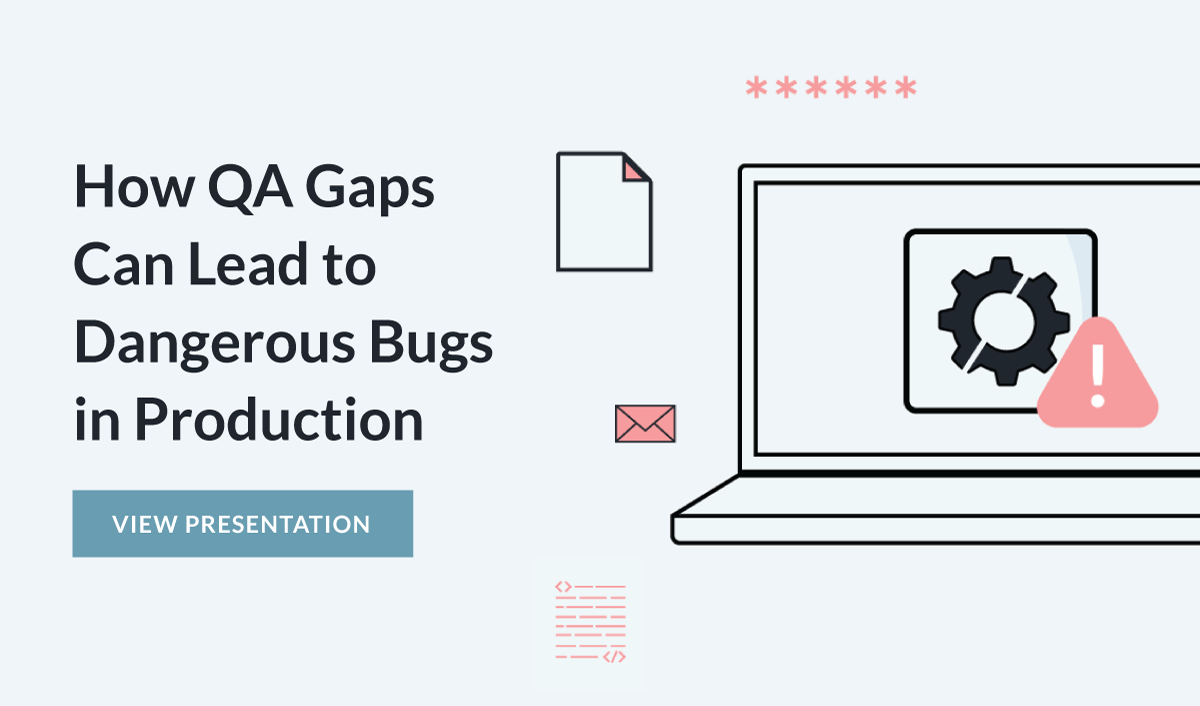 ******
How QA Gaps
Can Lead to
Dangerous Bugs
in Production
VIEW PRESENTATION